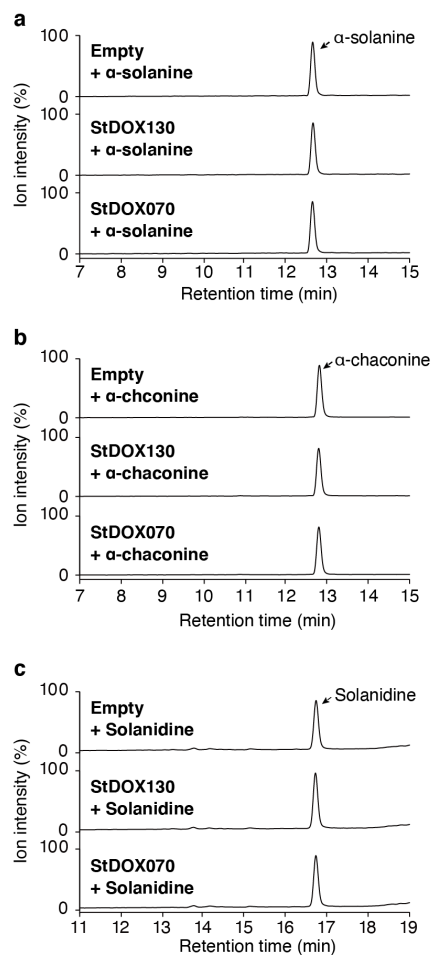 a
100
Empty
+ α-solanine
α-solanine
0
100
StDOX130
+ α-solanine
0
100
StDOX070
+ α-solanine
0
Ion intensity (%)
7 8 9 10 11 12 13 14 15
Retention time (min)
b
100
Empty
+ α-chconine
α-chaconine
0
100
StDOX130
+ α-chaconine
0
100
StDOX070
+ α-chaconine
0
Ion intensity (%)
7 8 9 10 11 12 13 14 15
Retention time (min)
c
100
Empty
+ Solanidine
Solanidine
0
100
StDOX130
+ Solanidine
0
100
StDOX070
+ Solanidine
0
Ion intensity (%)
11 12 13 14 15 16 17 18 19
Retention time (min)